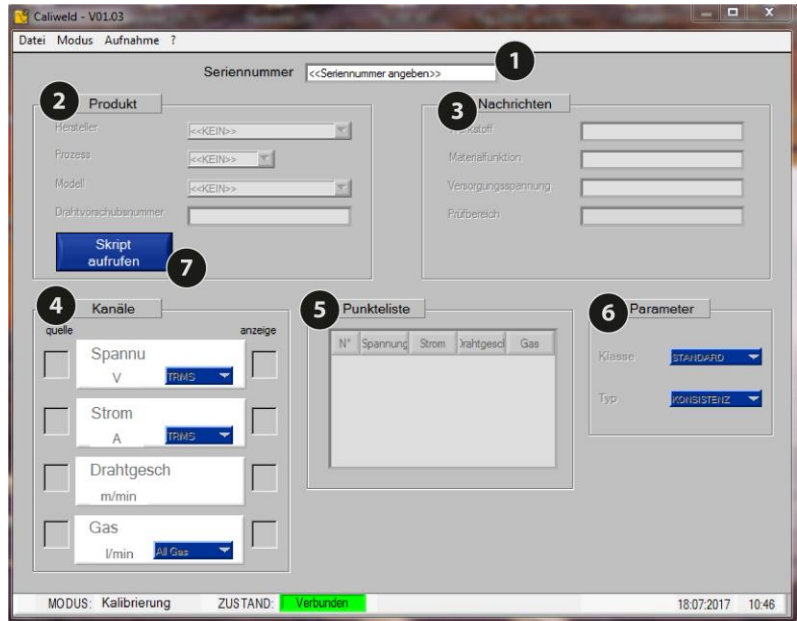 Caliweld - V01.03
Datei Modus Aufnahme ?
Seriennummer <<Seriennummer angeben>> 1
2 Produkt
Hersteller <<KEIN>>
Prozess <<KEIN>>
Modell <<KEIN>>
Drahtvorschubsnummer
Skript
aufrufen
7
3 Nachrichten
Materialfunktion
Versorgungsspannung
Prüfbereich
4 Kanäle
quelle anzeige
Spannu
V TRMS
Strom
A TRMS
Drahtgesch
m/min
Gas
l/min All Gas
5 Punkteliste
N° Spannung Strom Drahtgescl Gas
6 Parameter
Klasse STANDARD
Typ KONSISTENZ
MODUS: Kalibrierung ZUSTAND: Verbunden 18:07:2017 10:46